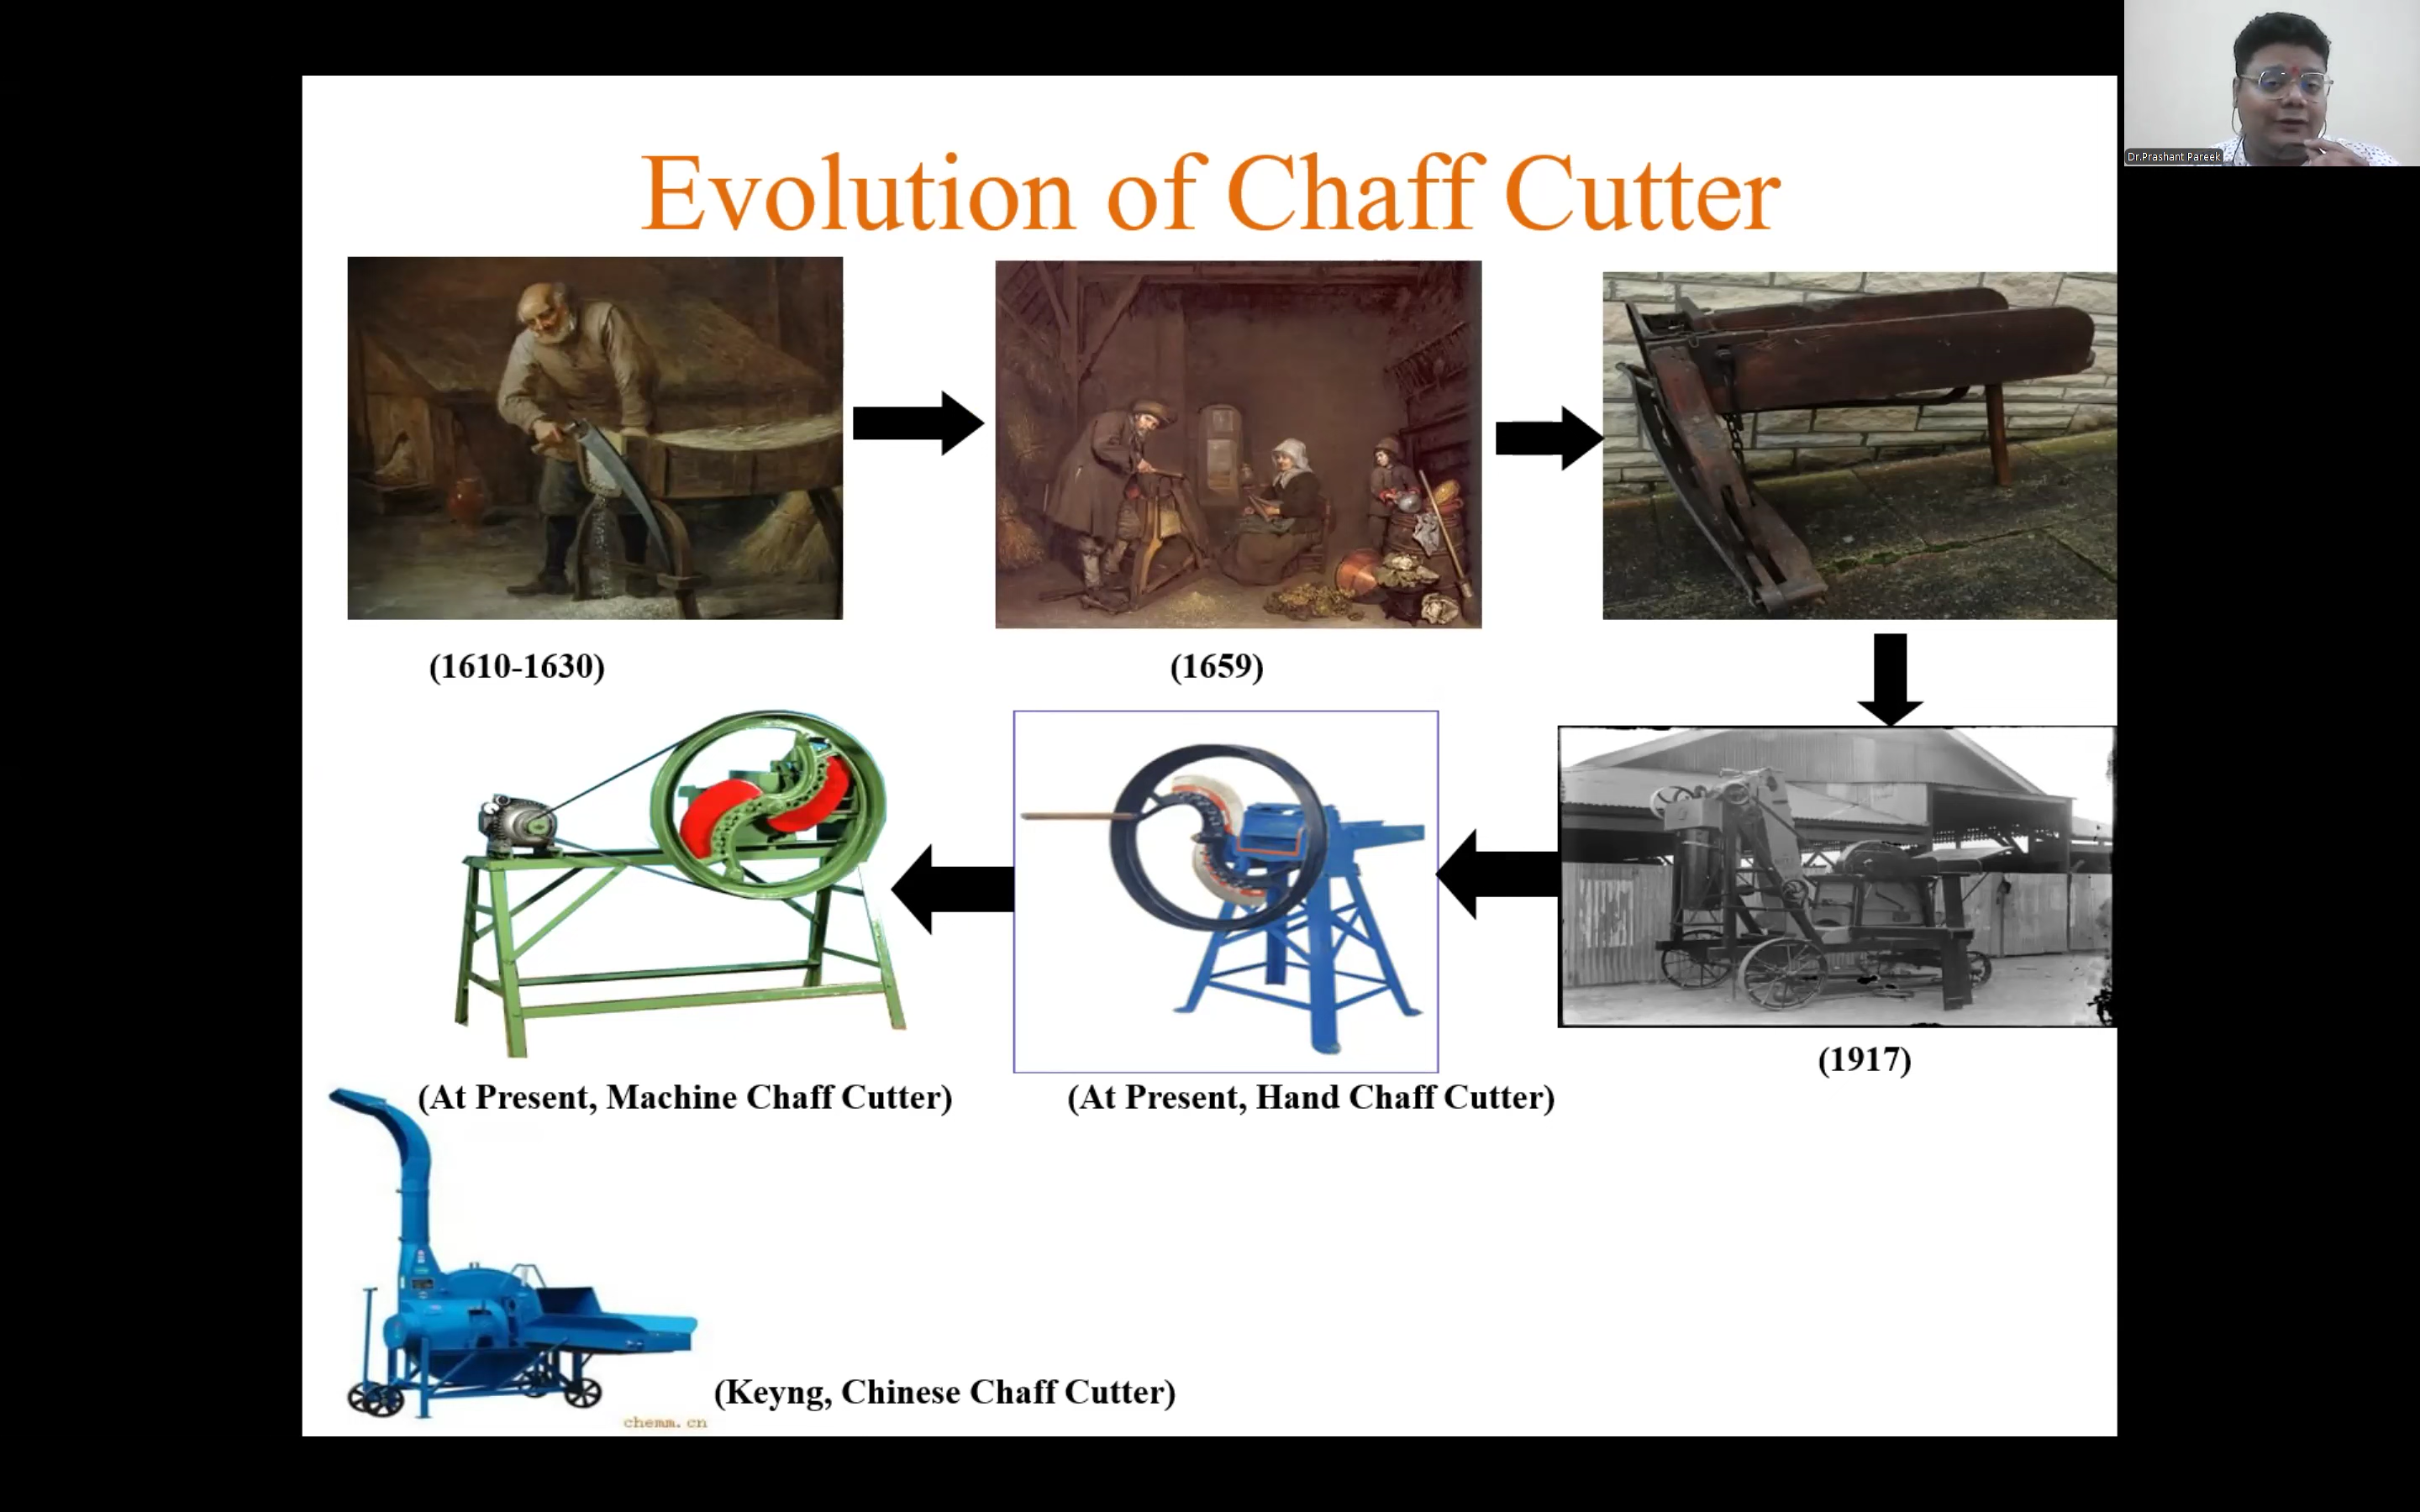 Dr.Prashant Pareek
Evolution of Chaff Cutter
(1610-1630)
(1659)
(1917)
(At Present, Hand Chaff Cutter)
(At Present, Machine Chaff Cutter)
(Keyng, Chinese Chaff Cutter)
chemm.cn